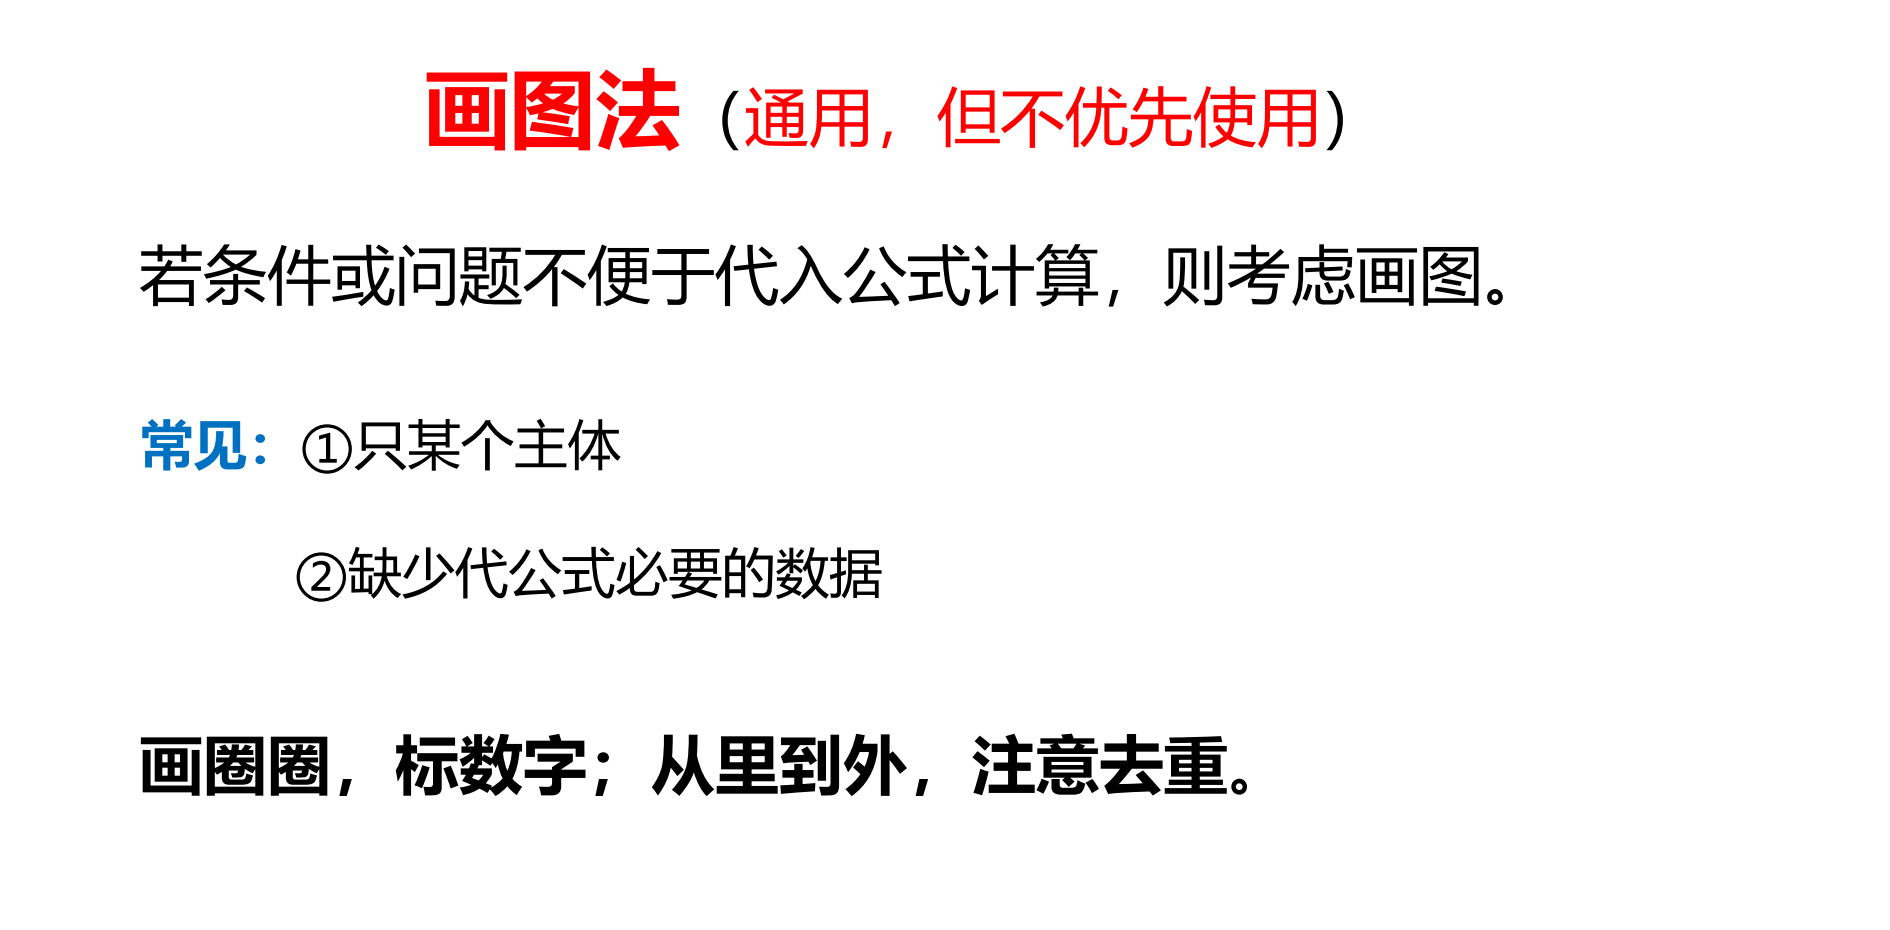 画图法（通用，但不优先使用）
若条件或问题不便于代入公式计算，则考虑画图。
常见：①只某个主体
②缺少代公式必要的数据
画圈圈，标数字；从里到外，注意去重。